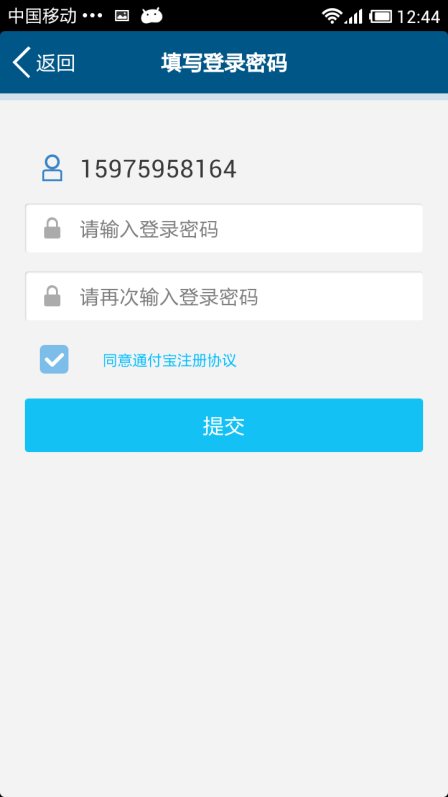 中国移动 ••• 12:44
返回 填写登录密码
15975958164
请输入登录密码
请再次输入登录密码
同意通付宝注册协议
提交